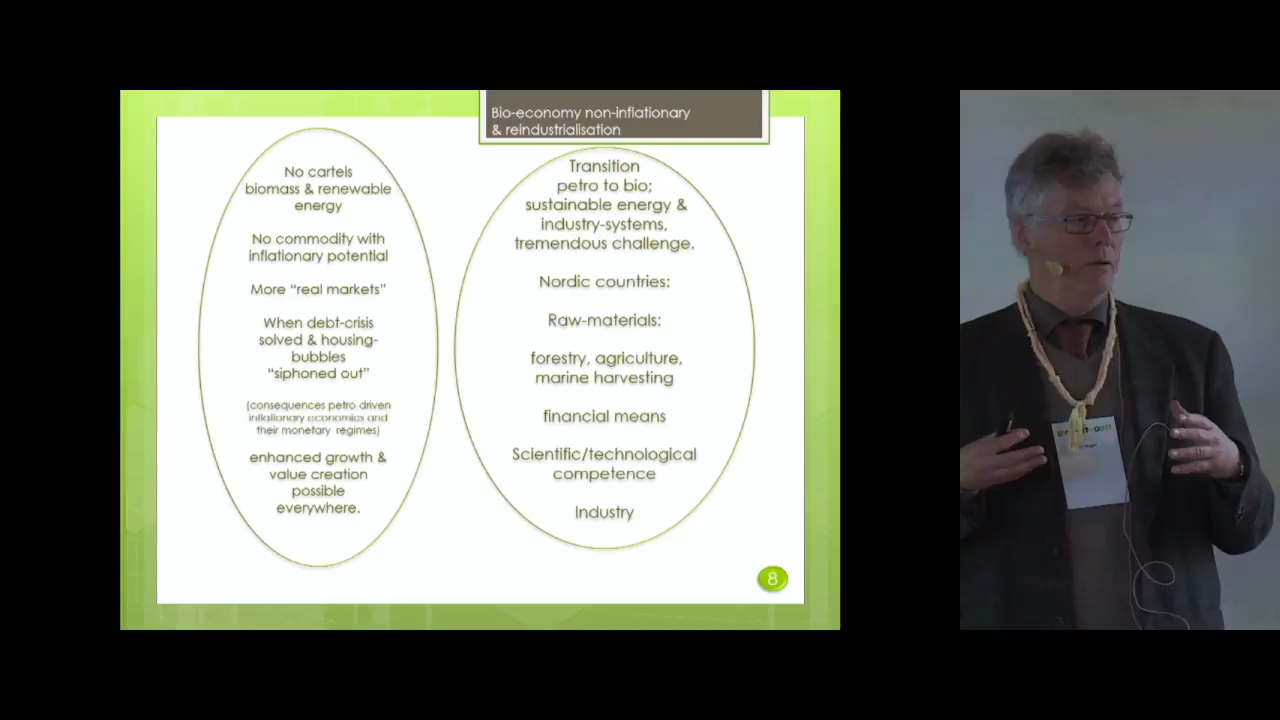 Bio-economy non-inflationary
& reindustrialisation
No cartels
biomass & renewable
energy
No commodity with
inflationary potential
More “real markets”
When debt-crisis
solved & housing-
bubbles
“siphoned out”
(consequences petro driven
inflationary economics and
their monetary regimes)
enhanced growth &
value creation
possible
everywhere.
Transition
petro to bio;
sustainable energy &
industry-systems,
tremendous challenge.
Nordic countries:
Raw-materials:
forestry, agriculture,
marine harvesting
financial means
Scientific/technological
competence
Industry
8